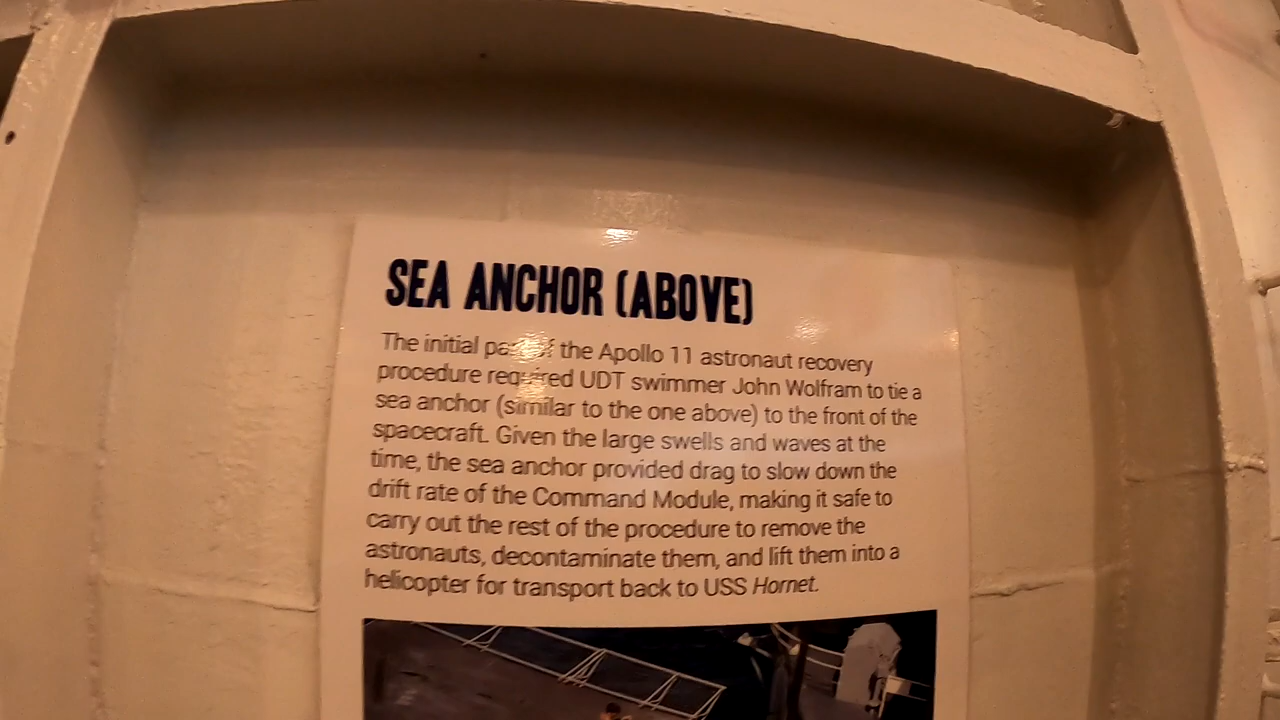 SEA ANCHOR (ABOVE)
The initial part of the Apollo 11 astronaut recovery
procedure required UDT swimmer John Wolfram to tie a
sea anchor (similar to the one above) to the front of the
spacecraft. Given the large swells and waves at the
time, the sea anchor provided drag to slow down the
drift rate of the Command Module, making it safe to
carry out the rest of the procedure to remove the
astronauts, decontaminate them, and lift them into a
helicopter for transport back to USS Hornet.